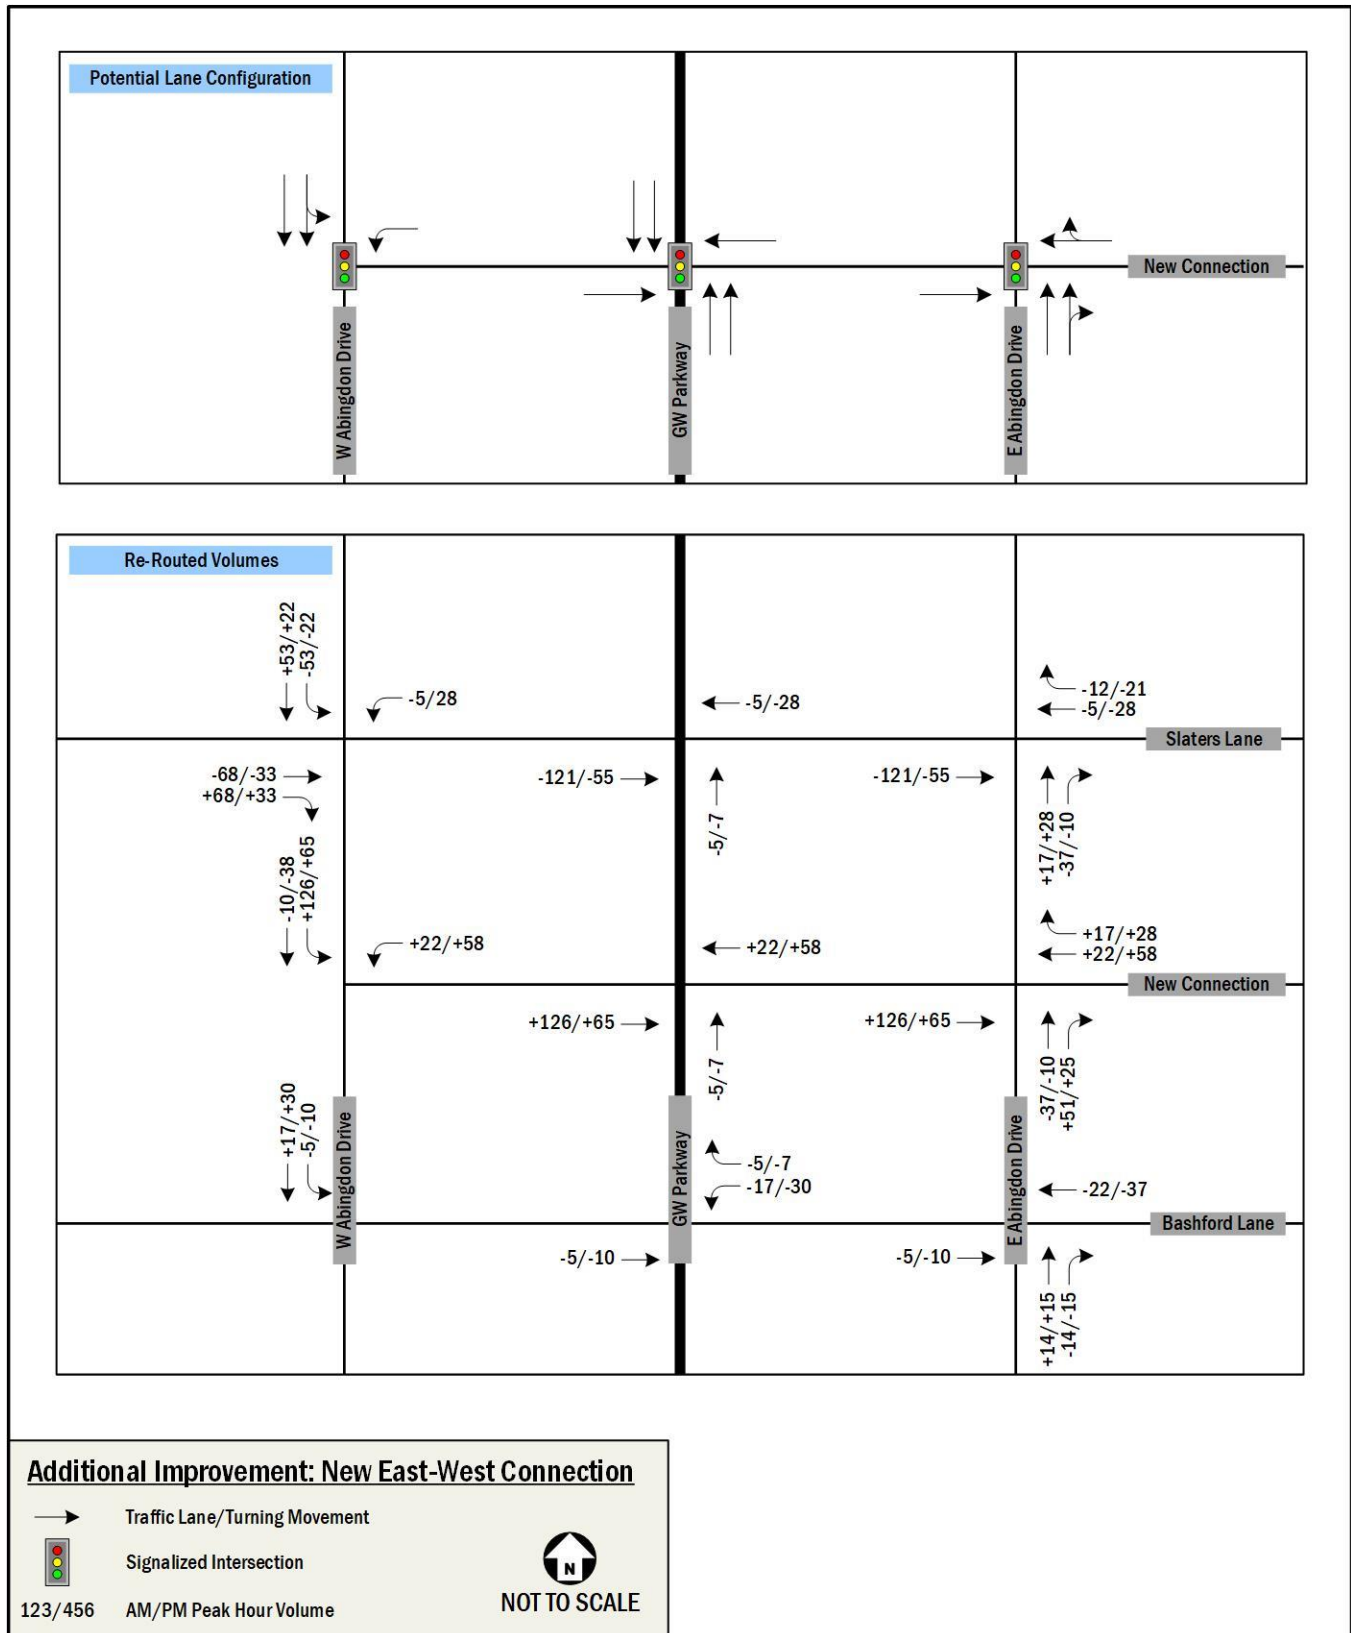 Potential Lane Configuration
New Connection
W Abingdon Drive
GW Parkway
E Abingdon Drive
Re-Routed Volumes
+53/+22
-53/-22
-5/28
-5/-28
-12/-21
-5/-28
Slaters Lane
-68/-33
+68/+33
-121/-55
-5/-7
-121/-55
+17/+28
-37/-10
-10/-38
+126/+65
+22/+58
+22/+58
+17/+28
+22/+58
New Connection
+126/+65
-5/-7
+126/+65
-37/-10
+51/+25
+17/+30
-5/-10
W Abingdon Drive
GW Parkway
-5/-7
-17/-30
E Abingdon Drive
-22/-37
Bashford Lane
-5/-10
-5/-10
+14/+15
-14/-15
Additional Improvement: New East-West Connection
Traffic Lane/Turning Movement
Signalized Intersection
123/456 AM/PM Peak Hour Volume
N
NOT TO SCALE